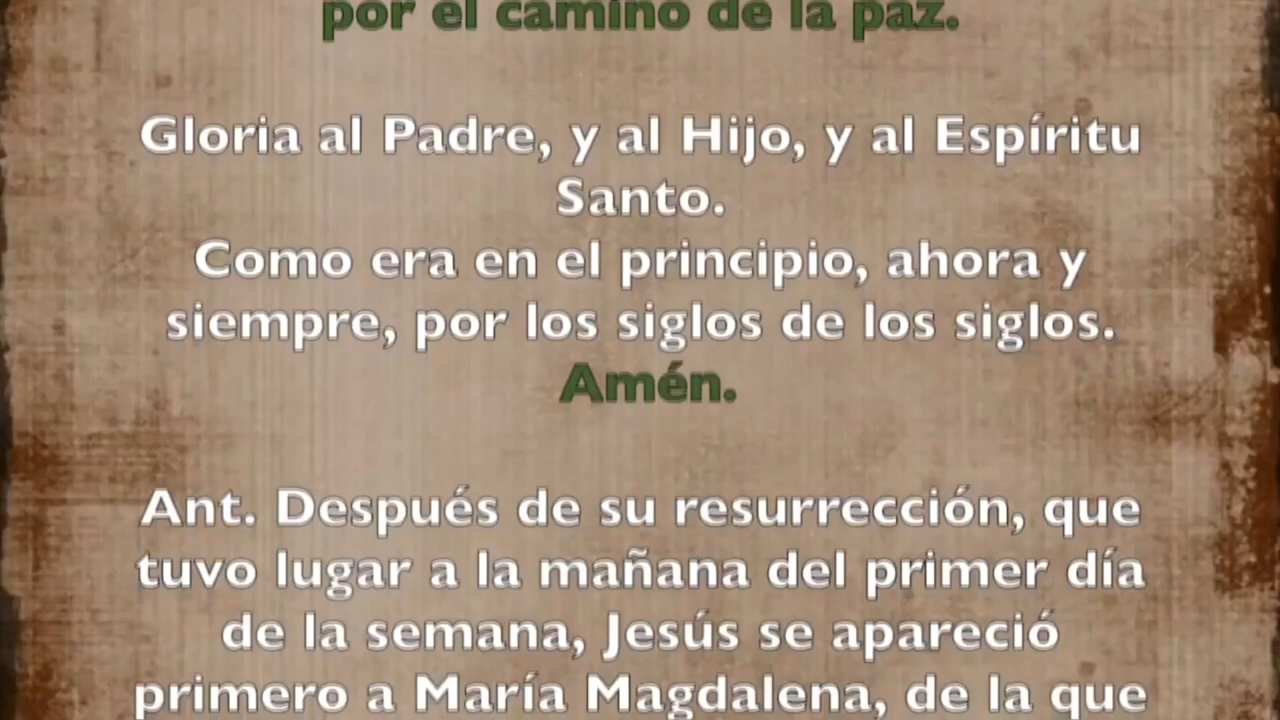 por el camino de la paz.
Gloria al Padre, y al Hijo, y al Espíritu
Santo.
Como era en el principio, ahora y
siempre, por los siglos de los siglos.
Amén.
Ant. Después de su resurrección, que
tuvo lugar a la mañana del primer día
de la semana, Jesús se apareció
primero a María Magdalena, de la que